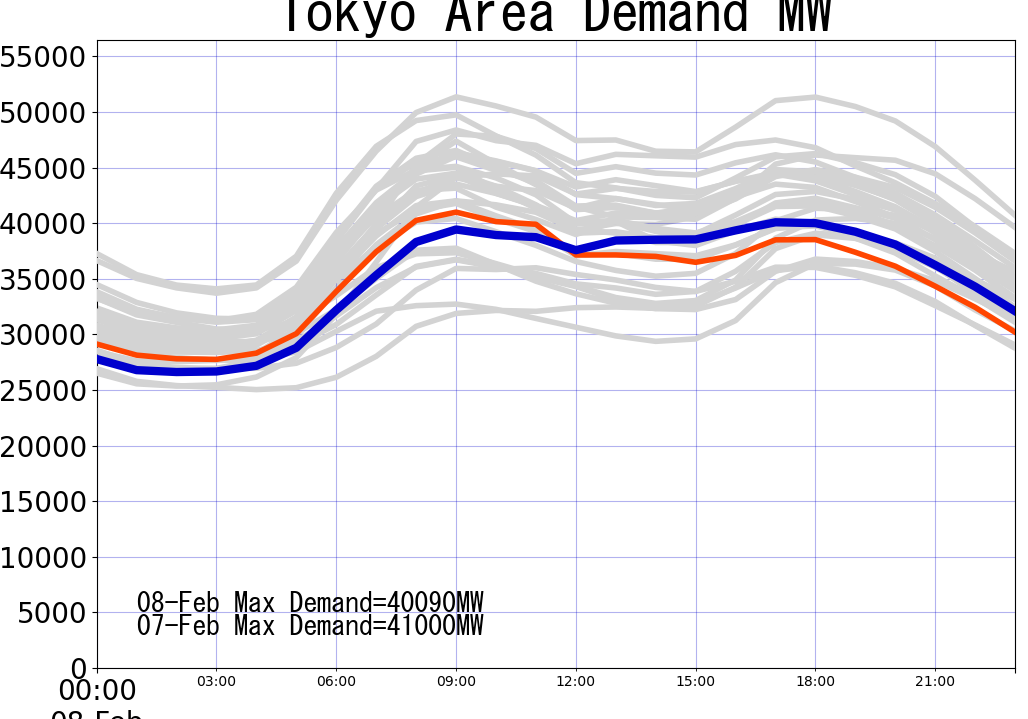 Tokyo Area Demand MW
55000
50000
45000
40000
35000
30000
25000
20000
15000
10000
5000
0
08-Feb Max Demand=40090MW
07-Feb Max Demand=41000MW
00:00 03:00 06:00 09:00 12:00 15:00 18:00 21:00
08-Feb